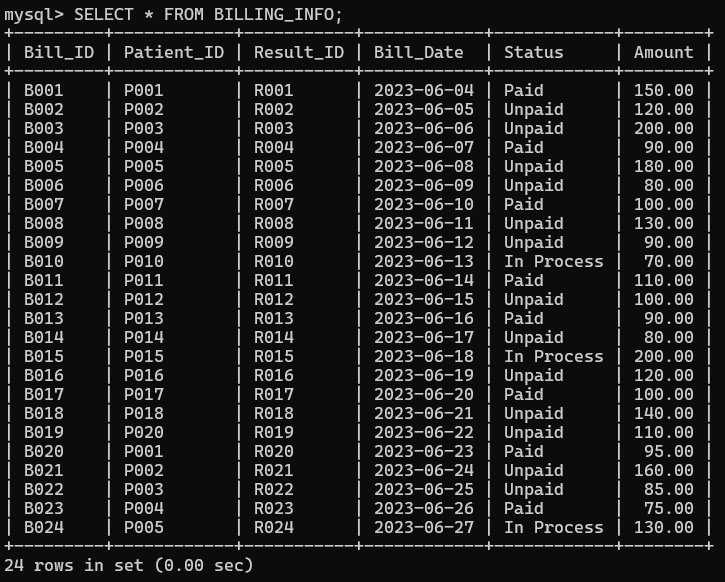 mysql> SELECT * FROM BILLING_INFO;
+---------+------------+-----------+------------+------------+--------+
| Bill_ID | Patient_ID | Result_ID | Bill_Date  | Status     | Amount |
+---------+------------+-----------+------------+------------+--------+
| B001    | P001       | R001      | 2023-06-04 | Paid       | 150.00 |
| B002    | P002       | R002      | 2023-06-05 | Unpaid     | 120.00 |
| B003    | P003       | R003      | 2023-06-06 | Unpaid     | 200.00 |
| B004    | P004       | R004      | 2023-06-07 | Paid       |  90.00 |
| B005    | P005       | R005      | 2023-06-08 | Unpaid     | 180.00 |
| B006    | P006       | R006      | 2023-06-09 | Unpaid     |  80.00 |
| B007    | P007       | R007      | 2023-06-10 | Paid       | 100.00 |
| B008    | P008       | R008      | 2023-06-11 | Unpaid     | 130.00 |
| B009    | P009       | R009      | 2023-06-12 | Unpaid     |  90.00 |
| B010    | P010       | R010      | 2023-06-13 | In Process |  70.00 |
| B011    | P011       | R011      | 2023-06-14 | Paid       | 110.00 |
| B012    | P012       | R012      | 2023-06-15 | Unpaid     | 100.00 |
| B013    | P013       | R013      | 2023-06-16 | Paid       |  90.00 |
| B014    | P014       | R014      | 2023-06-17 | Unpaid     |  80.00 |
| B015    | P015       | R015      | 2023-06-18 | In Process | 200.00 |
| B016    | P016       | R016      | 2023-06-19 | Unpaid     | 120.00 |
| B017    | P017       | R017      | 2023-06-20 | Paid       | 100.00 |
| B018    | P018       | R018      | 2023-06-21 | Unpaid     | 140.00 |
| B019    | P020       | R019      | 2023-06-22 | Unpaid     | 110.00 |
| B020    | P001       | R020      | 2023-06-23 | Paid       |  95.00 |
| B021    | P002       | R021      | 2023-06-24 | Unpaid     | 160.00 |
| B022    | P003       | R022      | 2023-06-25 | Unpaid     |  85.00 |
| B023    | P004       | R023      | 2023-06-26 | Paid       |  75.00 |
| B024    | P005       | R024      | 2023-06-27 | In Process | 130.00 |
+---------+------------+-----------+------------+------------+--------+
24 rows in set (0.00 sec)